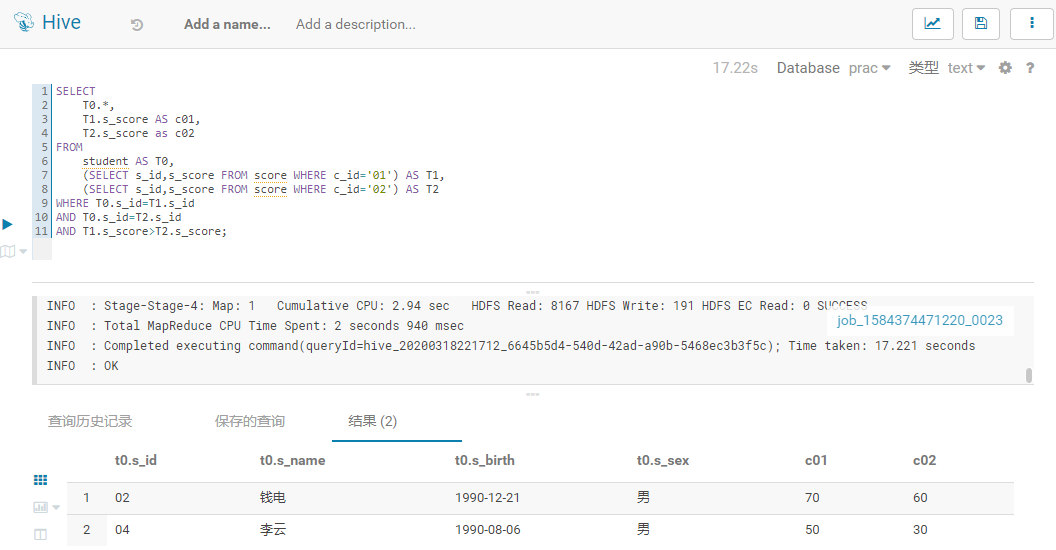 Hive Add a name... Add a description...
17.22s Database prac 类型 text ?
1 SELECT
2 T0.*,
3 T1.s_score AS c01,
4 T2.s_score as c02
5 FROM
6 student AS T0,
7 (SELECT s_id,s_score FROM score WHERE c_id='01') AS T1,
8 (SELECT s_id,s_score FROM score WHERE c_id='02') AS T2
9 WHERE T0.s_id=T1.s_id
10 AND T0.s_id=T2.s_id
11 AND T1.s_score>T2.s_score;
INFO : Stage-Stage-4: Map: 1 Cumulative CPU: 2.94 sec HDFS Read: 8167 HDFS Write: 191 HDFS EC Read: 0 SUCCESS
job_1584374471220_0023
INFO : Total MapReduce CPU Time Spent: 2 seconds 940 msec
INFO : Completed executing command(queryId=hive_20200318221712_6645b5d4-540d-42ad-a90b-5468ec3b3f5c); Time taken: 17.221 seconds
INFO : OK
查询历史记录 保存的查询 结果 (2)
t0.s_id t0.s_name t0.s_birth t0.s_sex c01 c02
1 02 钱电 1990-12-21 男 70 60
2 04 李云 1990-08-06 男 50 30